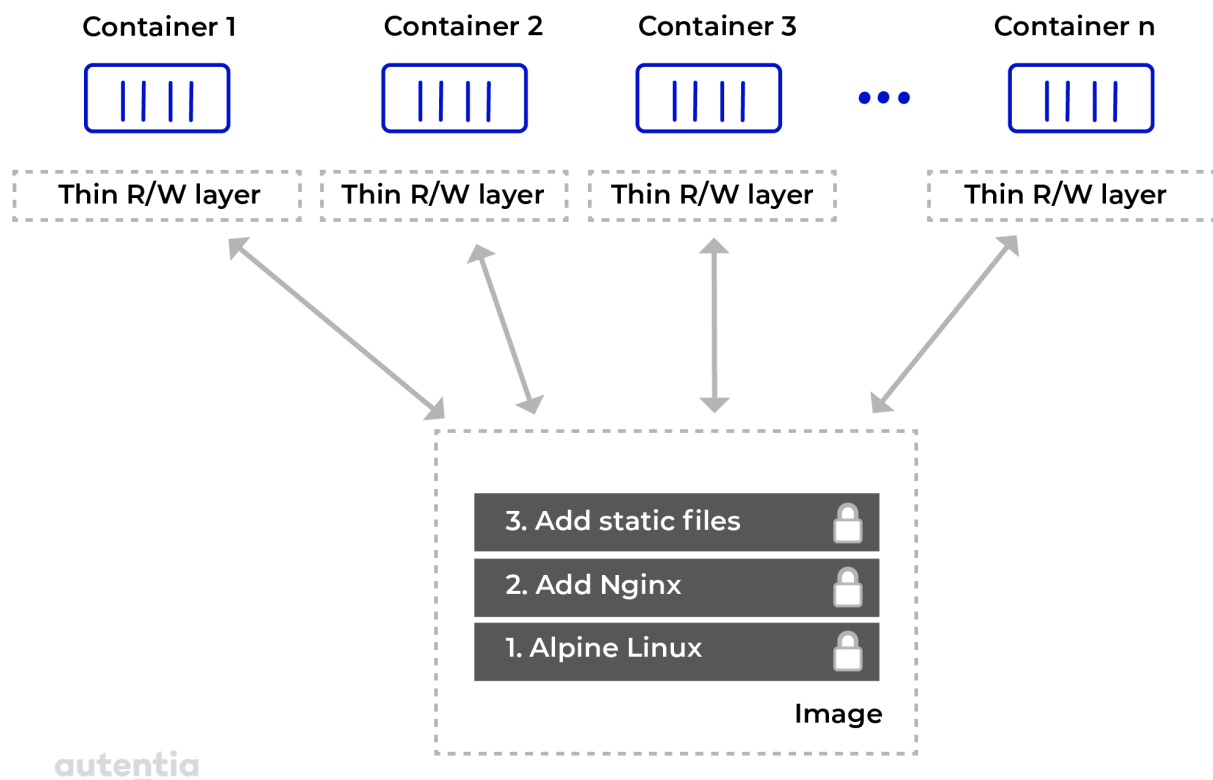 Container 1
Container 2
Container 3
Container n
Thin R/W layer
Thin R/W layer
Thin R/W layer
Thin R/W layer
3. Add static files
2. Add Nginx
1. Alpine Linux
Image
autentia